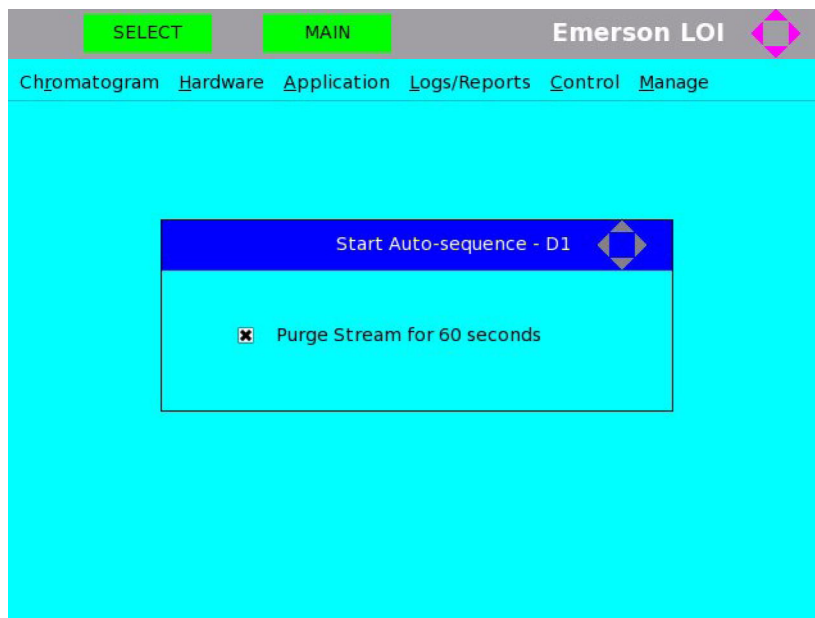 SELECT MAIN Emerson LOI
Chromatogram Hardware Application Logs/Reports Control Manage
Start Auto-sequence - D1
Purge Stream for 60 seconds